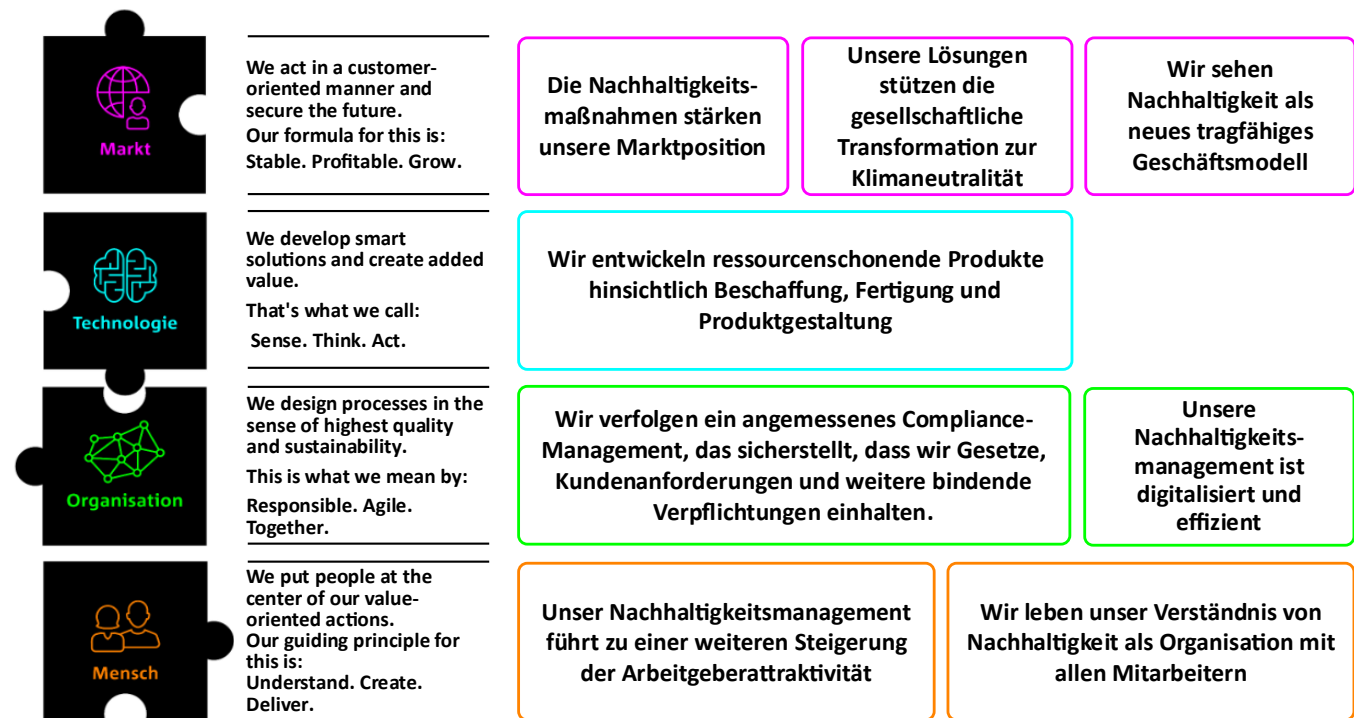 Markt
We act in a customer-
oriented manner and
secure the future.
Our formula for this is:
Stable. Profitable. Grow.
Die Nachhaltigkeits-
maßnahmen stärken
unsere Marktposition
Unsere Lösungen
stützen die
gesellschaftliche
Transformation zur
Klimaneutralität
Wir sehen
Nachhaltigkeit als
neues tragfähiges
Geschäftsmodell
Technologie
We develop smart
solutions and create added
value.
That's what we call:
Sense. Think. Act.
Wir entwickeln ressourcenschonende Produkte
hinsichtlich Beschaffung, Fertigung und
Produktgestaltung
Organisation
We design processes in the
sense of highest quality
and sustainability.
This is what we mean by:
Responsible. Agile.
Together.
Wir verfolgen ein angemessenes Compliance-
Management, das sicherstellt, dass wir Gesetze,
Kundenanforderungen und weitere bindende
Verpflichtungen einhalten.
Unsere
Nachhaltigkeits-
management ist
digitalisiert und
effizient
Mensch
We put people at the
center of our value-
oriented actions.
Our guiding principle for
this is:
Understand. Create.
Deliver.
Unser Nachhaltigkeitsmanagement
führt zu einer weiteren Steigerung
der Arbeitgeberattraktivität
Wir leben unser Verständnis von
Nachhaltigkeit als Organisation mit
allen Mitarbeitern